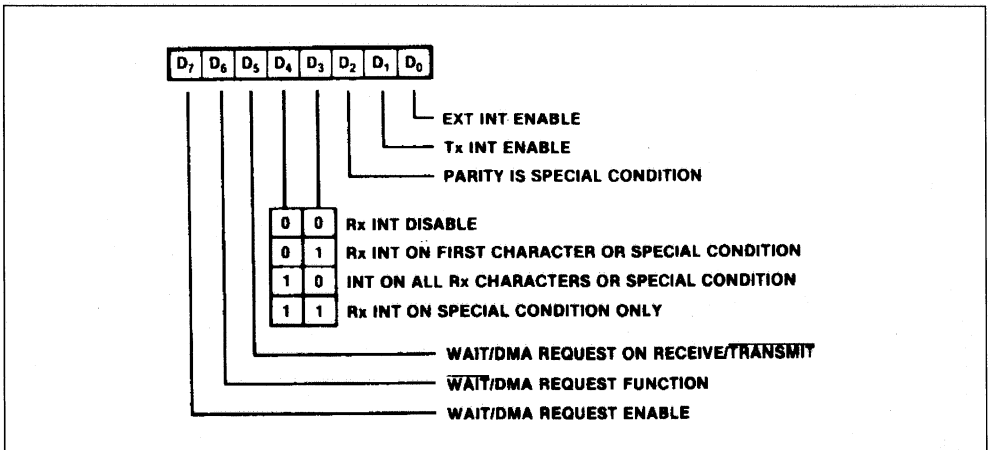 D7 D6 D5 D4 D3 D2 D1 D0
EXT INT ENABLE
Tx INT ENABLE
PARITY IS SPECIAL CONDITION
0 0 Rx INT DISABLE
0 1 Rx INT ON FIRST CHARACTER OR SPECIAL CONDITION
1 0 INT ON ALL Rx CHARACTERS OR SPECIAL CONDITION
1 1 Rx INT ON SPECIAL CONDITION ONLY
WAIT/DMA REQUEST ON RECEIVE/TRANSMIT
WAIT/DMA REQUEST FUNCTION
WAIT/DMA REQUEST ENABLE